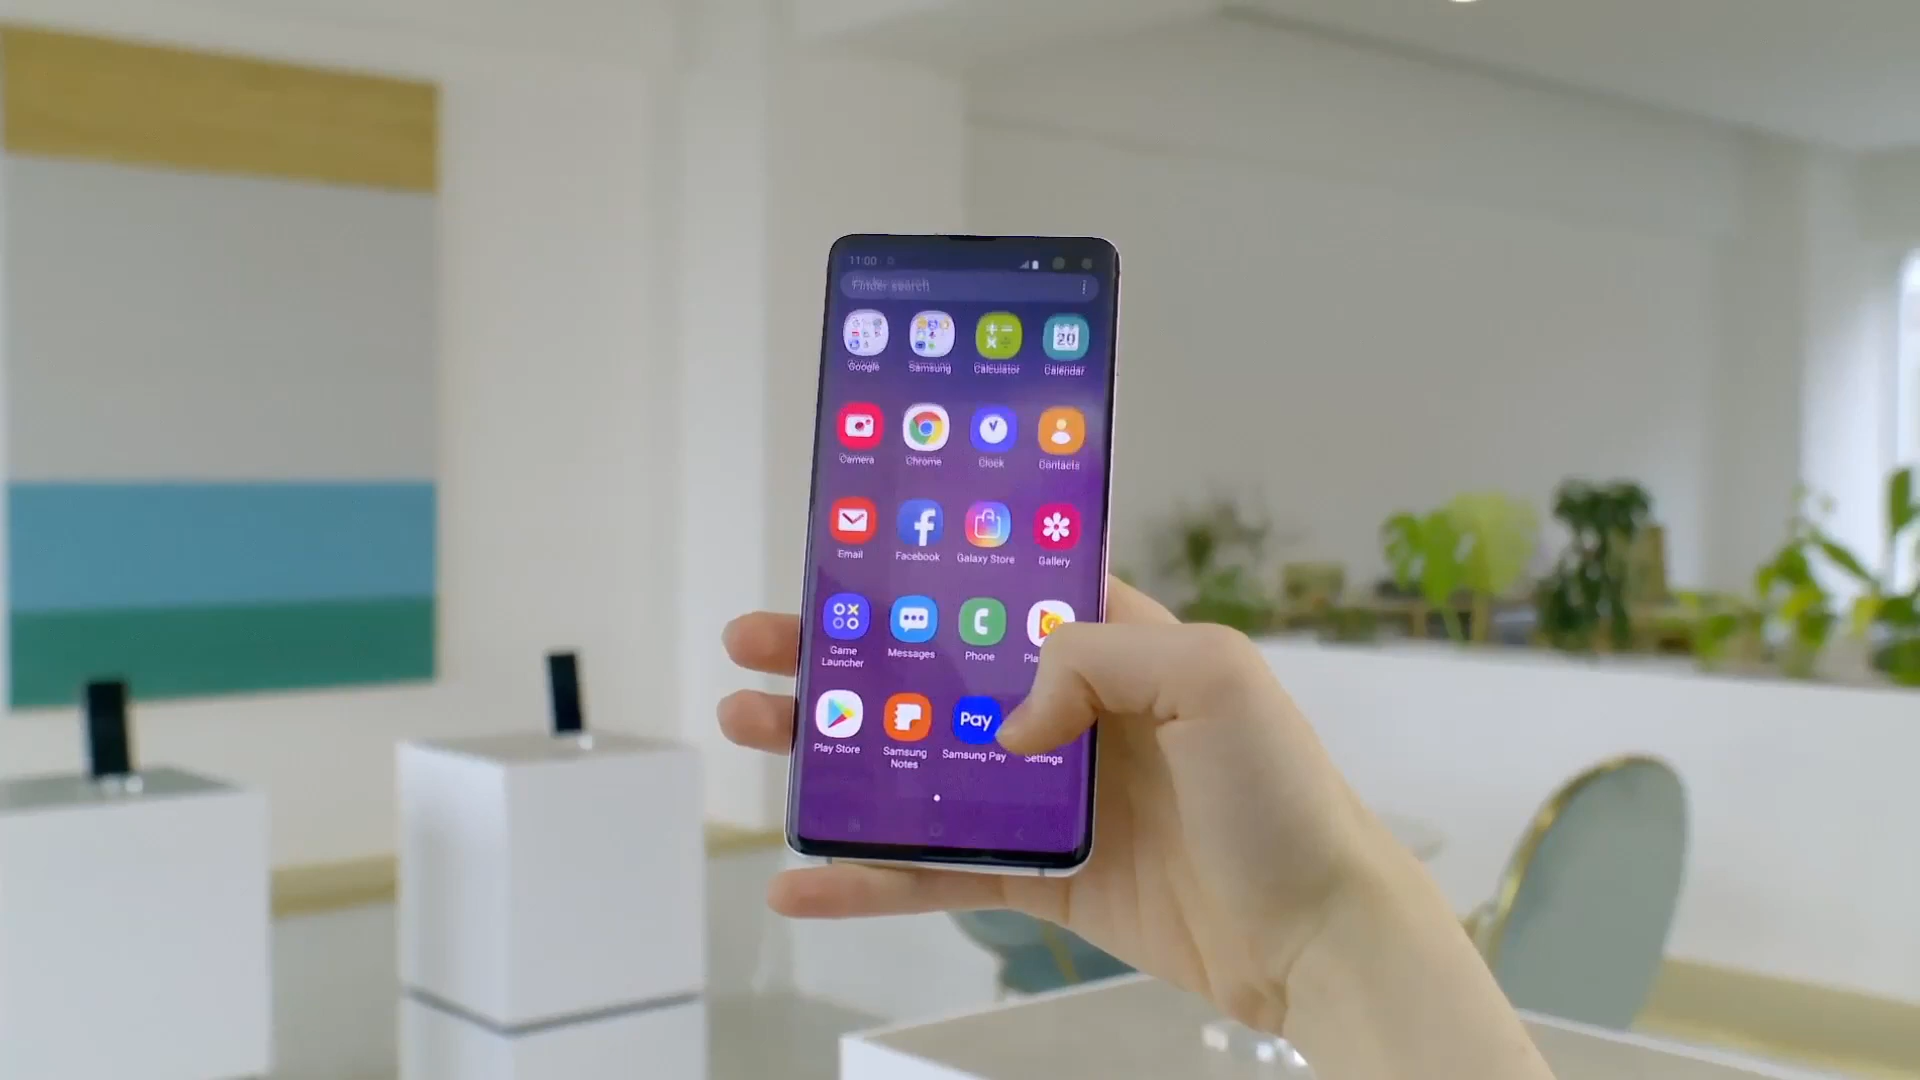 11:00
Finder search
Google
Samsung
Calculator
20
Calendar
Camera
Chrome
Clock
Contacts
Email
Facebook
Galaxy Store
Gallery
Game
Launcher
Messages
Phone
Play Store
Samsung
Notes
Pay
Samsung Pay
Settings